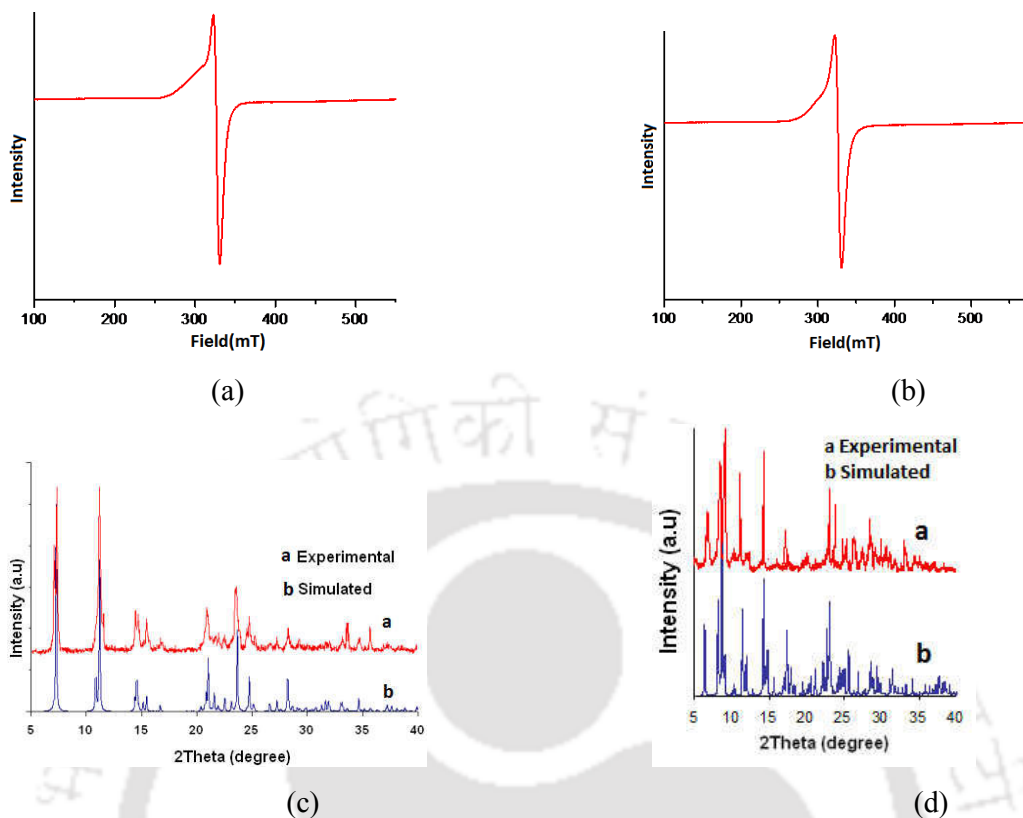 Intensity
100 200 300 400 500
Field(mT)
(a)
Intensity
100 200 300 400 500
Field(mT)
(b)
Intensity (a.u)
a Experimental
b Simulated
a
b
5 10 15 20 25 30 35 40
2Theta (degree)
(c)
Intensity (a.u)
a Experimental
b Simulated
a
b
5 10 15 20 25 30 35 40
2Theta (degree)
(d)